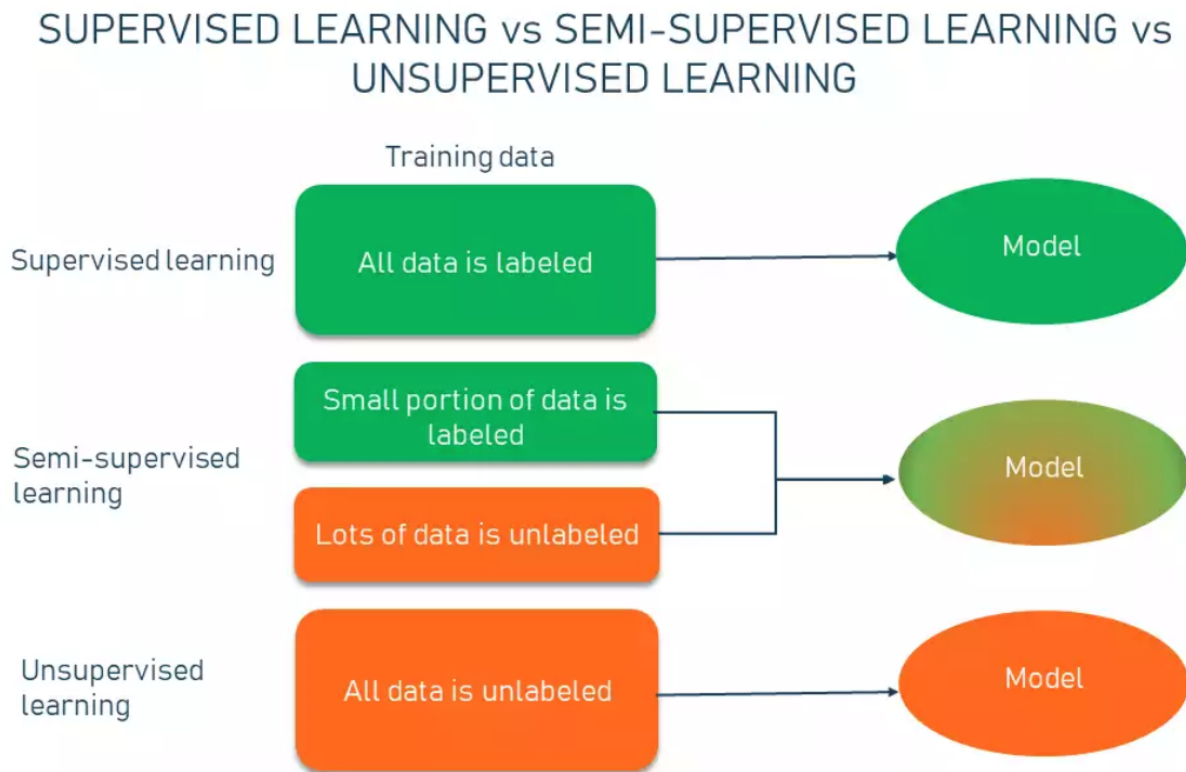 SUPERVISED LEARNING vs SEMI-SUPERVISED LEARNING vs
UNSUPERVISED LEARNING
Training data
Supervised learning
All data is labeled
Model
Semi-supervised
learning
Small portion of data is
labeled
Lots of data is unlabeled
Model
Unsupervised
learning
All data is unlabeled
Model